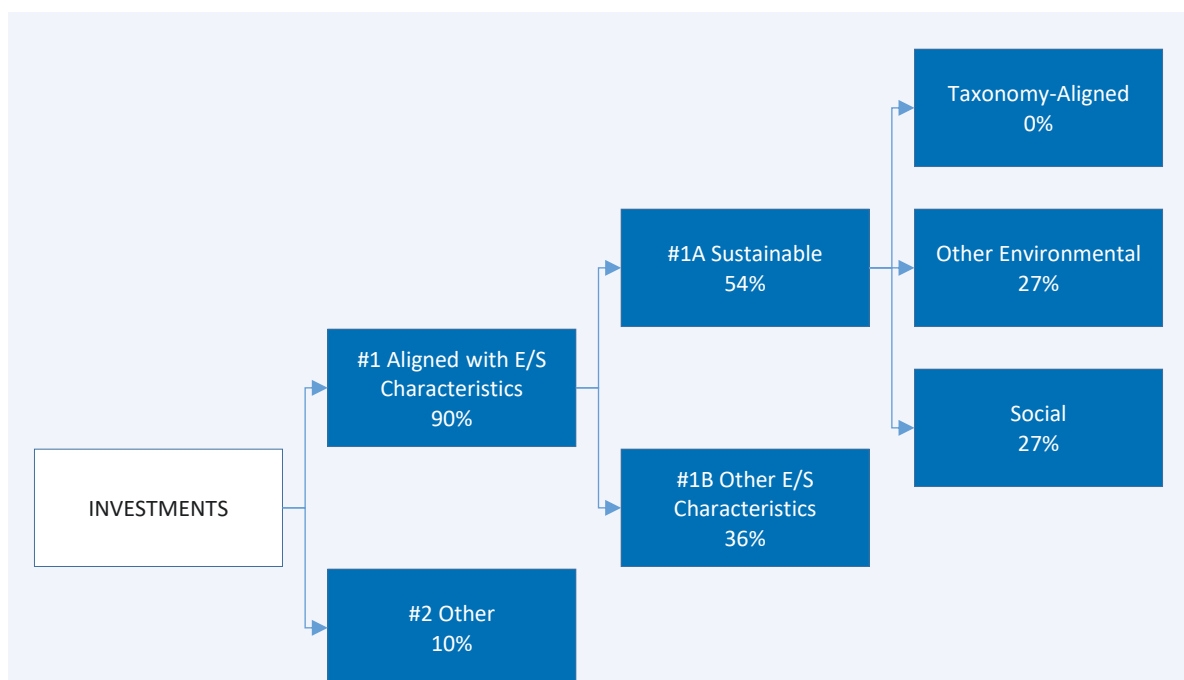 INVESTMENTS
#1 Aligned with E/S
Characteristics
90%
#2 Other
10%
#1A Sustainable
54%
#1B Other E/S
Characteristics
36%
Taxonomy-Aligned
0%
Other Environmental
27%
Social
27%